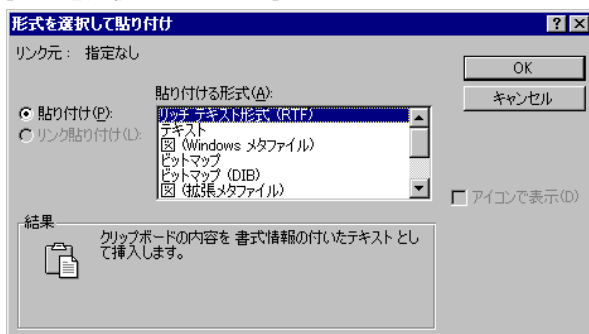 形式を選択して貼り付け
リンク元： 指定なし
OK
キャンセル
貼り付ける形式(A):
貼り付け(P):
リンク貼り付け(L):
リッチ テキスト形式 (RTF)
テキスト
図 (Windows メタファイル)
ビットマップ
ビットマップ (DIB)
図 (拡張メタファイル)
アイコンで表示(D)
結果
クリップボードの内容を 書式情報の付いたテキスト とし
て挿入します。